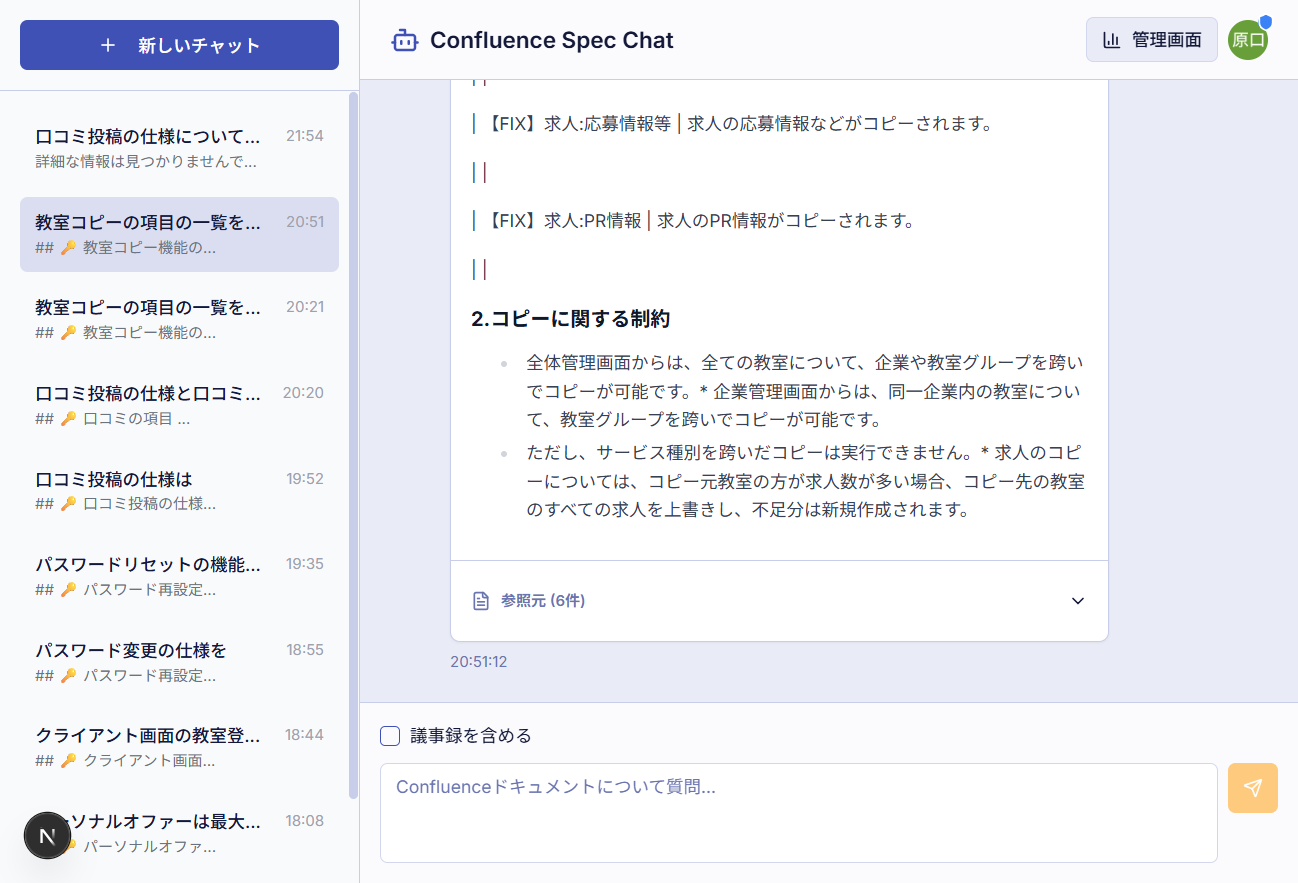 新しいチャット
口コミ投稿の仕様について... 21:54
詳細な情報は見つかりませんで...
教室コピーの項目の一覧を... 20:51
## 🔑 教室コピー機能の...
教室コピーの項目の一覧を... 20:21
## 🔑 教室コピー機能の...
口コミ投稿の仕様と口コミ... 20:20
## 🔑 口コミの項目 ...
口コミ投稿の仕様は 19:52
## 🔑 口コミ投稿の仕様...
パスワードリセットの機能... 19:35
## 🔑 パスワード再設定...
パスワード変更の仕様を 18:55
## 🔑 パスワード再設定...
クライアント画面の教室登... 18:44
## 🔑 クライアント画面...
ソナルオファーは最大... 18:08
パーソナルオファ...
N
Confluence Spec Chat
管理画面
原口
| |
| 【FIX】求人:応募情報等 | 求人の応募情報などがコピーされます。
| |
| 【FIX】求人:PR情報 | 求人のPR情報がコピーされます。
| |
2.コピーに関する制約
全体管理画面からは、全ての教室について、企業や教室グループを跨い
でコピーが可能です。* 企業管理画面からは、同一企業内の教室につい
て、教室グループを跨いでコピーが可能です。
ただし、サービス種別を跨いだコピーは実行できません。* 求人のコピ
ーについては、コピー元教室の方が求人数が多い場合、コピー先の教室
のすべての求人を上書きし、不足分は新規作成されます。
参照元 (6件)
20:51:12
議事録を含める
Confluenceドキュメントについて質問...